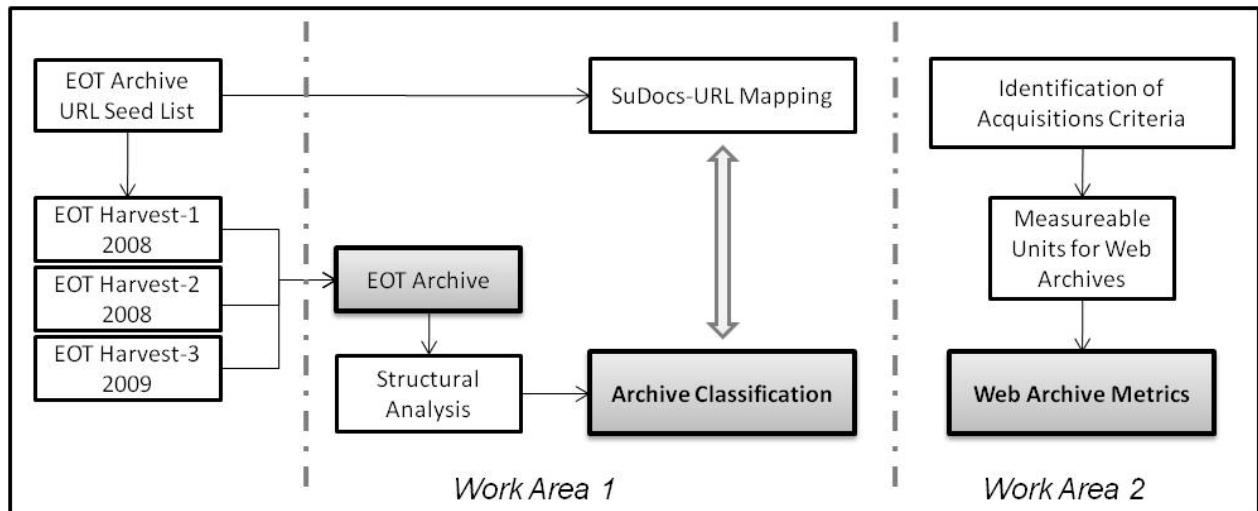 EOT Archive
URL Seed List
EOT Harvest-1
2008
EOT Harvest-2
2008
EOT Harvest-3
2009
EOT Archive
Structural
Analysis
SuDocs-URL Mapping
Archive Classification
Work Area 1
Identification of
Acquisitions Criteria
Measureable
Units for Web
Archives
Web Archive Metrics
Work Area 2